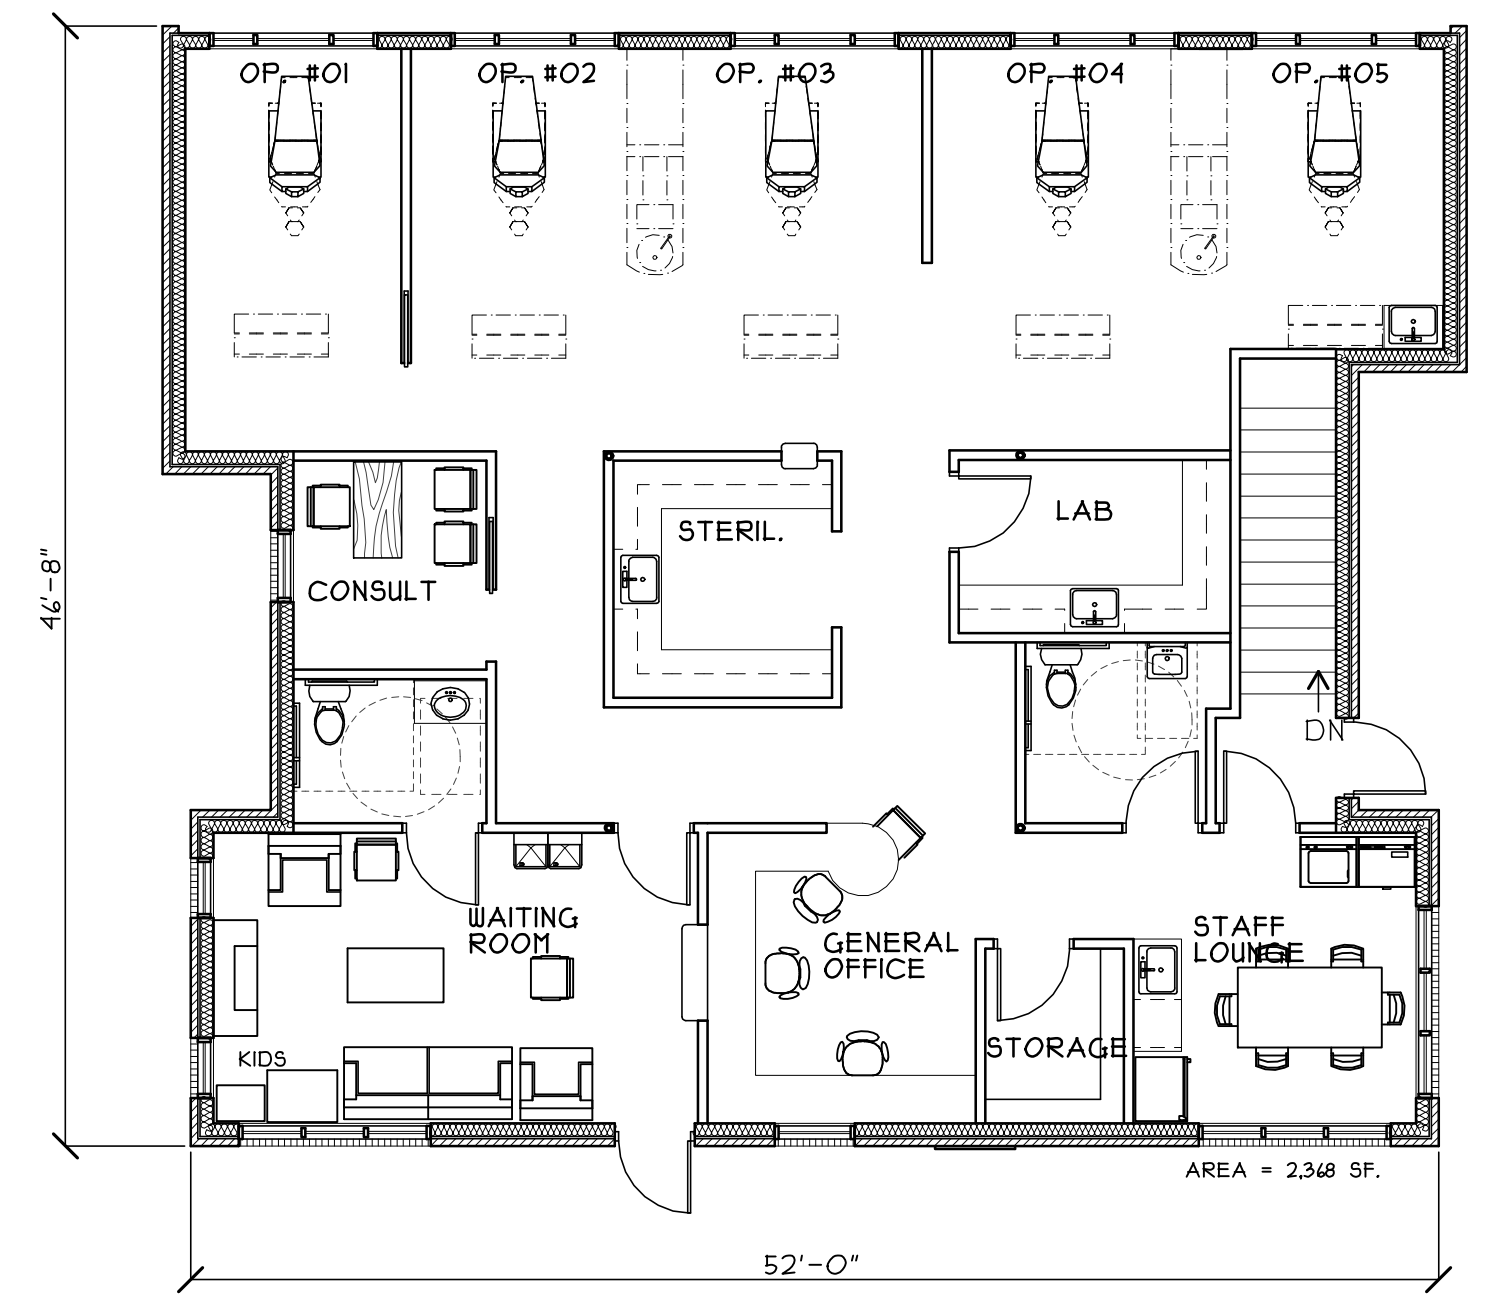 OP. #01
OP. #02
OP. #03
OP. #04
OP. #05
STERIL.
LAB
CONSULT
46'-8"
DN
WAITING
ROOM
GENERAL
OFFICE
STAFF
LOUNGE
STORAGE
KIDS
AREA = 2,368 SF.
52'-0"